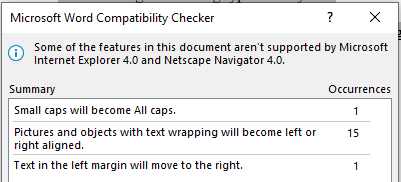 Microsoft Word Compatibility Checker
? ×
Some of the features in this document aren't supported by Microsoft
Internet Explorer 4.0 and Netscape Navigator 4.0.
Summary Occurrences
Small caps will become All caps. 1
Pictures and objects with text wrapping will become left or 15
right aligned.
Text in the left margin will move to the right. 1